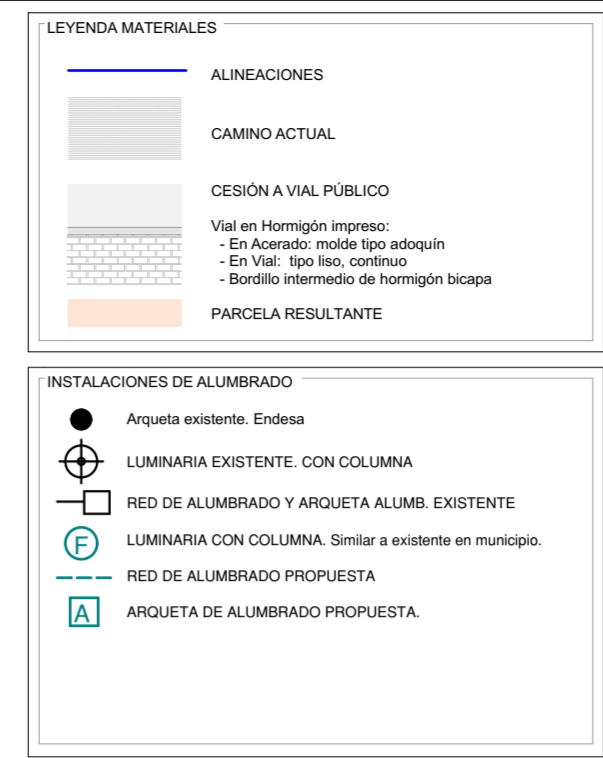 LEYENDA MATERIALES
ALINEACIONES
CAMINO ACTUAL
CESIÓN A VIAL PÚBLICO
Vial en Hormigón impreso:
- En Acerado: molde tipo adoquín
- En Vial: tipo liso, continuo
- Bordillo intermedio de hormigón bicapa
PARCELA RESULTANTE
INSTALACIONES DE ALUMBRADO
Arqueta existente. Endesa
LUMINARIA EXISTENTE. CON COLUMNA
RED DE ALUMBRADO Y ARQUETA ALUMB. EXISTENTE
F LUMINARIA CON COLUMNA. Similar a existente en municipio.
RED DE ALUMBRADO PROPUESTA
A ARQUETA DE ALUMBRADO PROPUESTA.